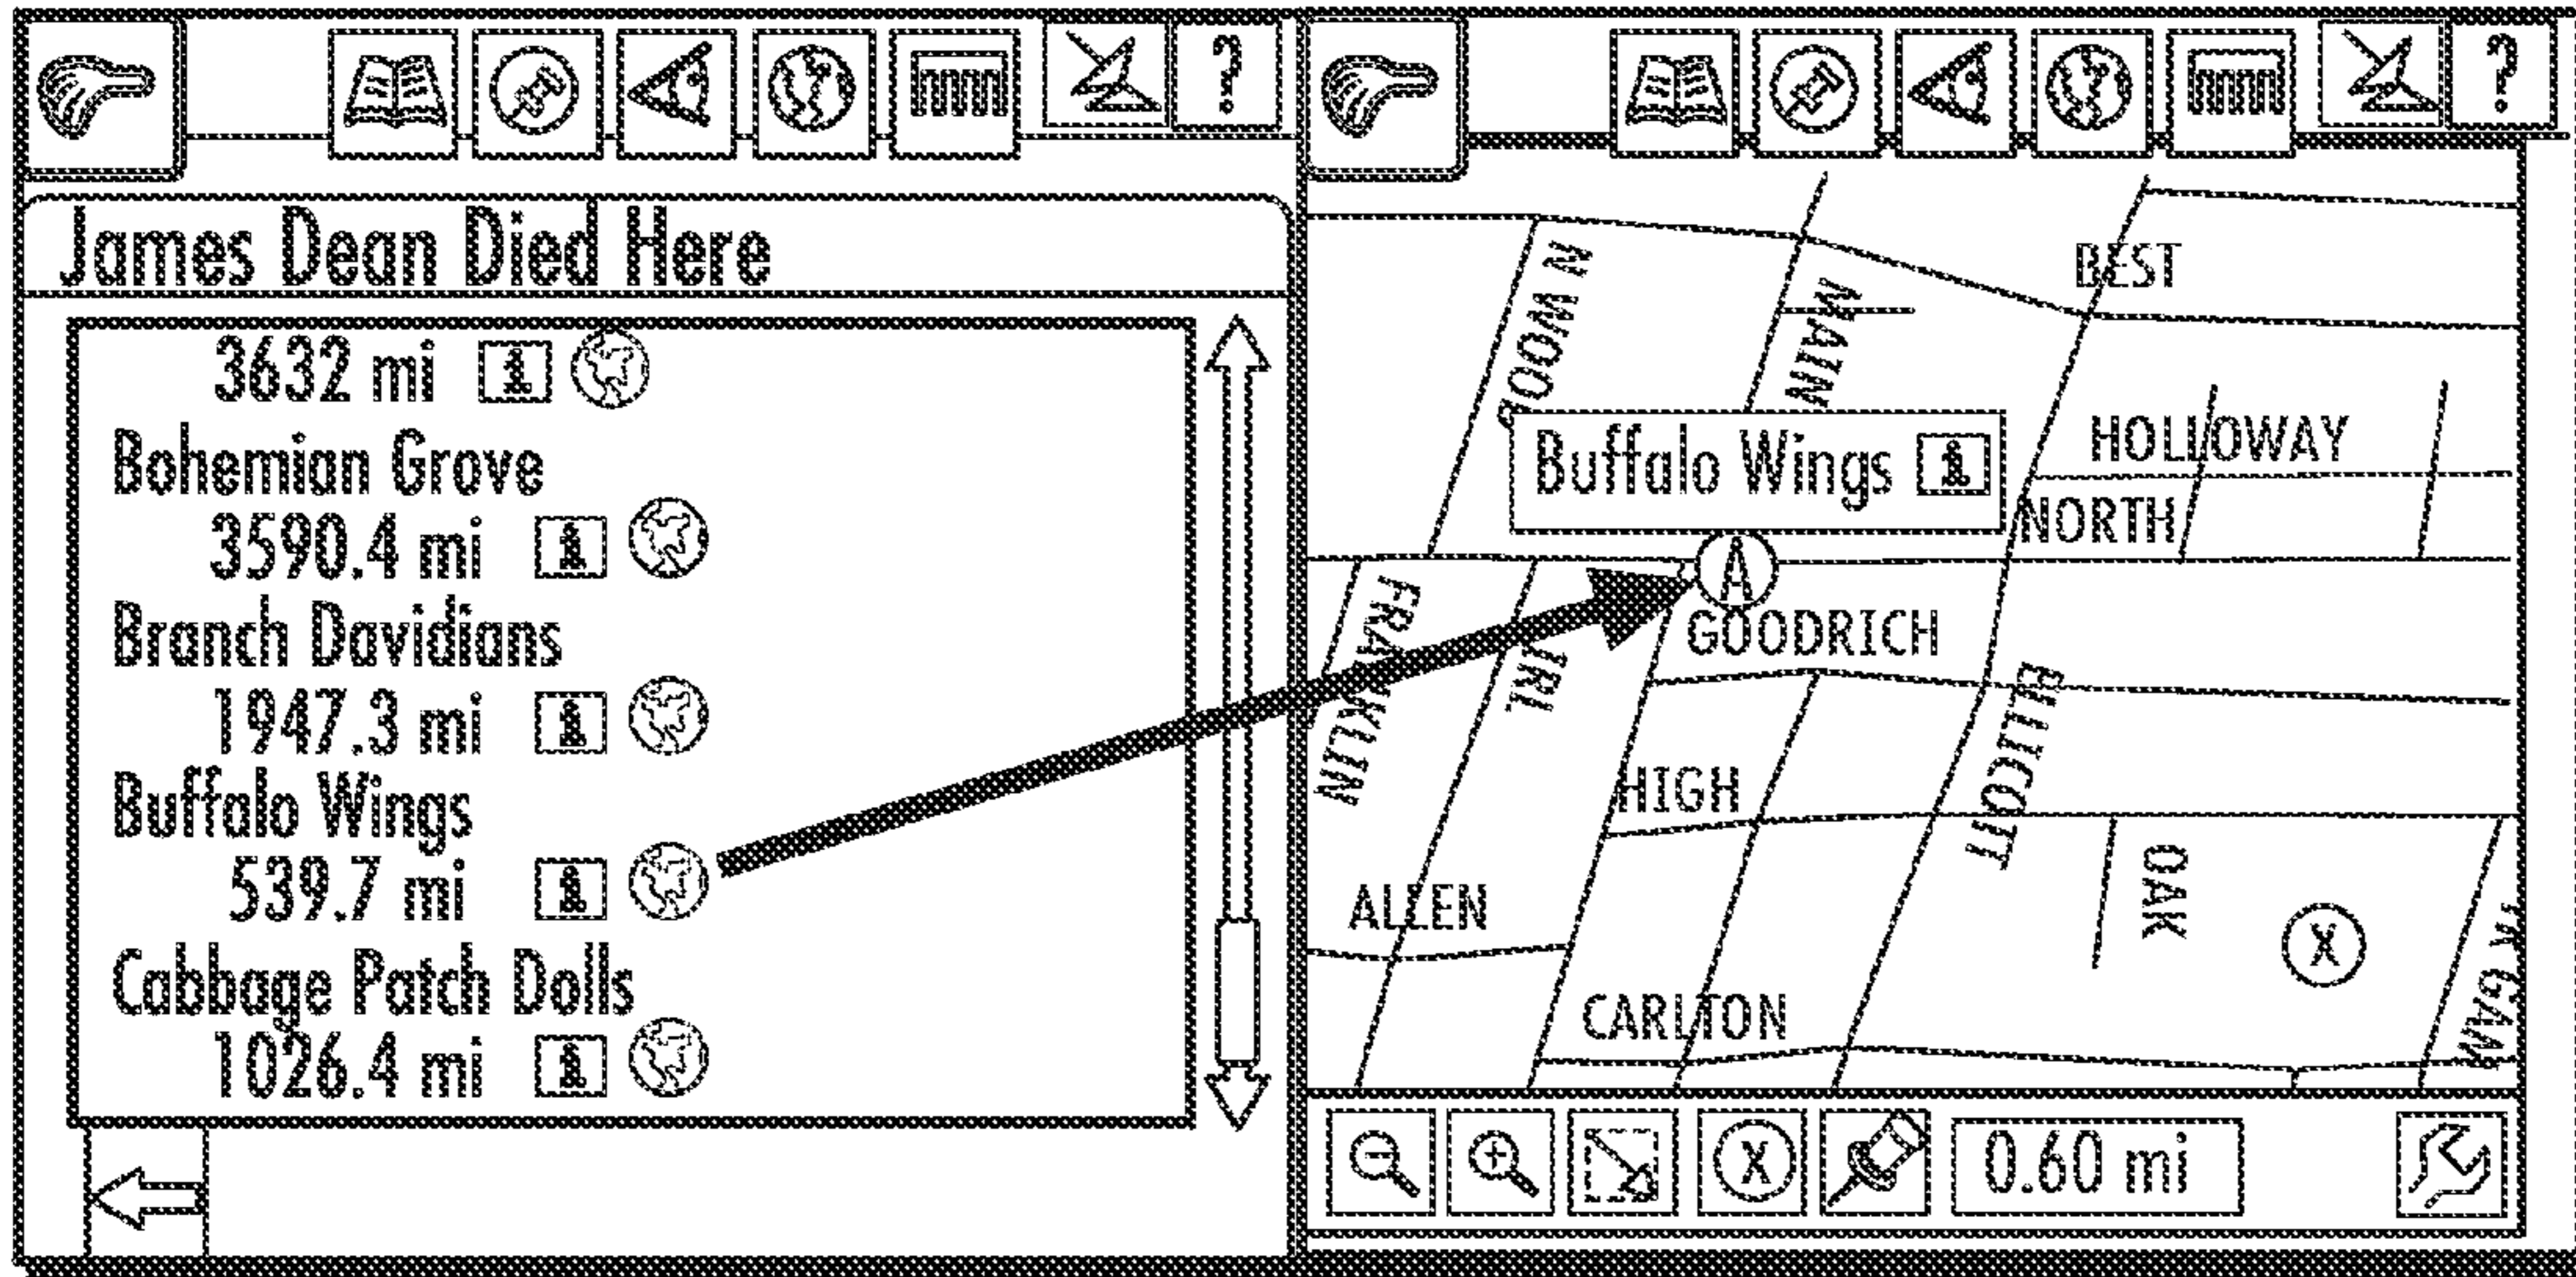 ?
?
James Dean Died Here
3632 mi i
Bohemian Grove
3590.4 mi i
Branch Davidians
1947.3 mi i
Buffalo Wings
539.7 mi i
Cabbage Patch Dolls
1026.4 mi i
BEST
MAIN
HOLLOWAY
Buffalo Wings i
NORTH
A
GOODRICH
FRANKLIN
ELLICOTT
HIGH
OAK
ALLEN
X
CARLTON
X
0.60 mi